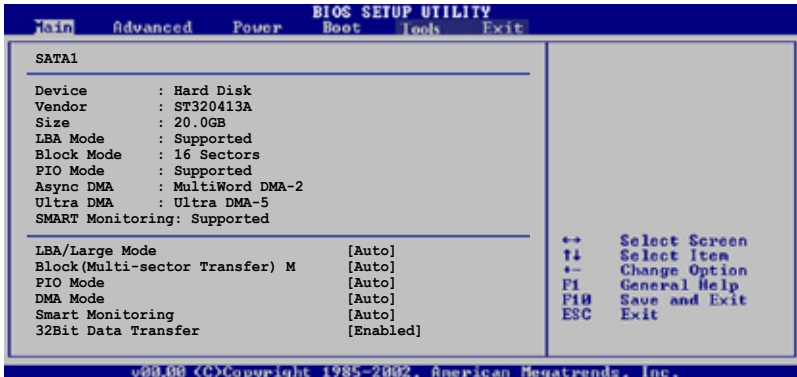 BIOS SETUP UTILITY
Main Advanced Power Boot Tools Exit
SATA1
Device : Hard Disk
Vendor : ST320413A
Size : 20.0GB
LBA Mode : Supported
Block Mode : 16 Sectors
PIO Mode : Supported
Async DMA : MultiWord DMA-2
Ultra DMA : Ultra DMA-5
SMART Monitoring: Supported
LBA/Large Mode [Auto]
Block(Multi-sector Transfer) M [Auto]
PIO Mode [Auto]
DMA Mode [Auto]
Smart Monitoring [Auto]
32Bit Data Transfer [Enabled]
←→ Select Screen
↑↓ Select Item
+- Change Option
F1 General Help
F10 Save and Exit
ESC Exit
v00.00 (C)Copyright 1985-2002, American Megatrends, Inc.